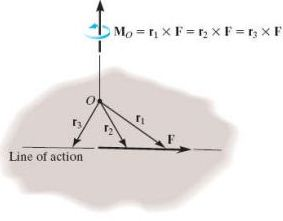 M_O = r₁ × F = r₂ × F = r₃ × F
O
r₃
r₂
r₁
F
Line of action